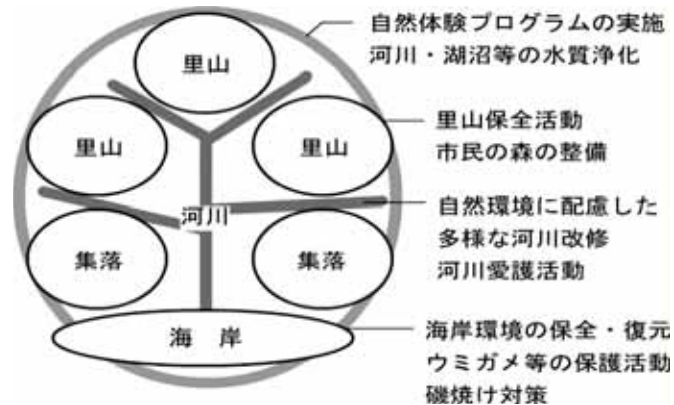 自然体験プログラムの実施
河川・湖沼等の水質浄化
里山
里山
里山
里山保全活動
市民の森の整備
河川
自然環境に配慮した
多様な河川改修
河川愛護活動
集落
集落
海岸
海岸環境の保全・復元
ウミガメ等の保護活動
磯焼け対策